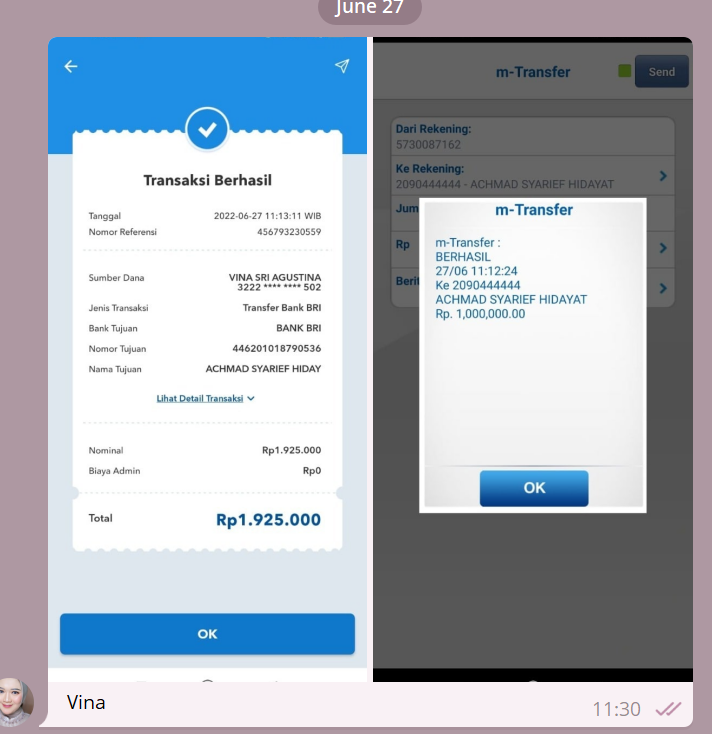 June 27
Transaksi Berhasil
Tanggal 2022-06-27 11:13:11 WIB
Nomor Referensi 456793230559
Sumber Dana VINA SRI AGUSTINA
3222 **** **** 502
Jenis Transaksi Transfer Bank BRI
Bank Tujuan BANK BRI
Nomor Tujuan 446201018790536
Nama Tujuan ACHMAD SYARIEF HIDAY
Lihat Detail Transaksi
Nominal Rp1.925.000
Biaya Admin Rp0
Total Rp1.925.000
OK
m-Transfer Send
Dari Rekening:
5730087162
Ke Rekening:
2090444444 - ACHMAD SYARIEF HIDAYAT
Jum
Rp
Beri
m-Transfer
m-Transfer :
BERHASIL
27/06 11:12:24
Ke 2090444444
ACHMAD SYARIEF HIDAYAT
Rp. 1,000,000.00
OK
Vina
11:30